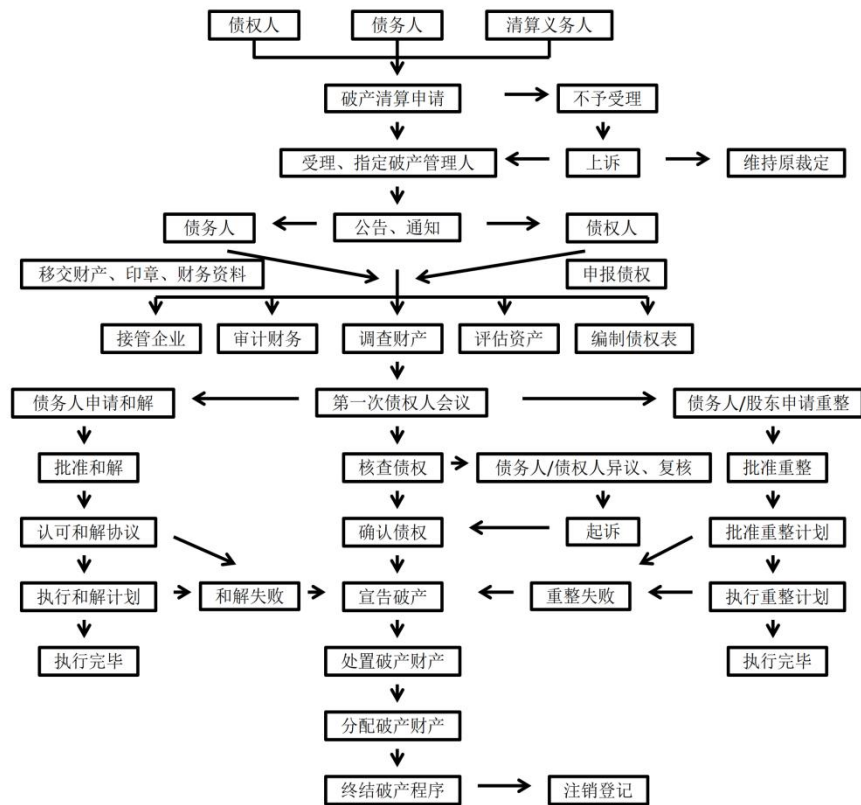 债权人
债务人
清算义务人
破产清算申请
不予受理
受理、指定破产管理人
上诉
维持原裁定
债务人
公告、通知
债权人
移交财产、印章、财务资料
申报债权
接管企业
审计财务
调查财产
评估资产
编制债权表
债务人申请和解
第一次债权人会议
债务人/股东申请重整
批准和解
核查债权
债务人/债权人异议、复核
批准重整
认可和解协议
确认债权
起诉
批准重整计划
执行和解计划
和解失败
宣告破产
重整失败
执行重整计划
执行完毕
处置破产财产
执行完毕
分配破产财产
终结破产程序
注销登记